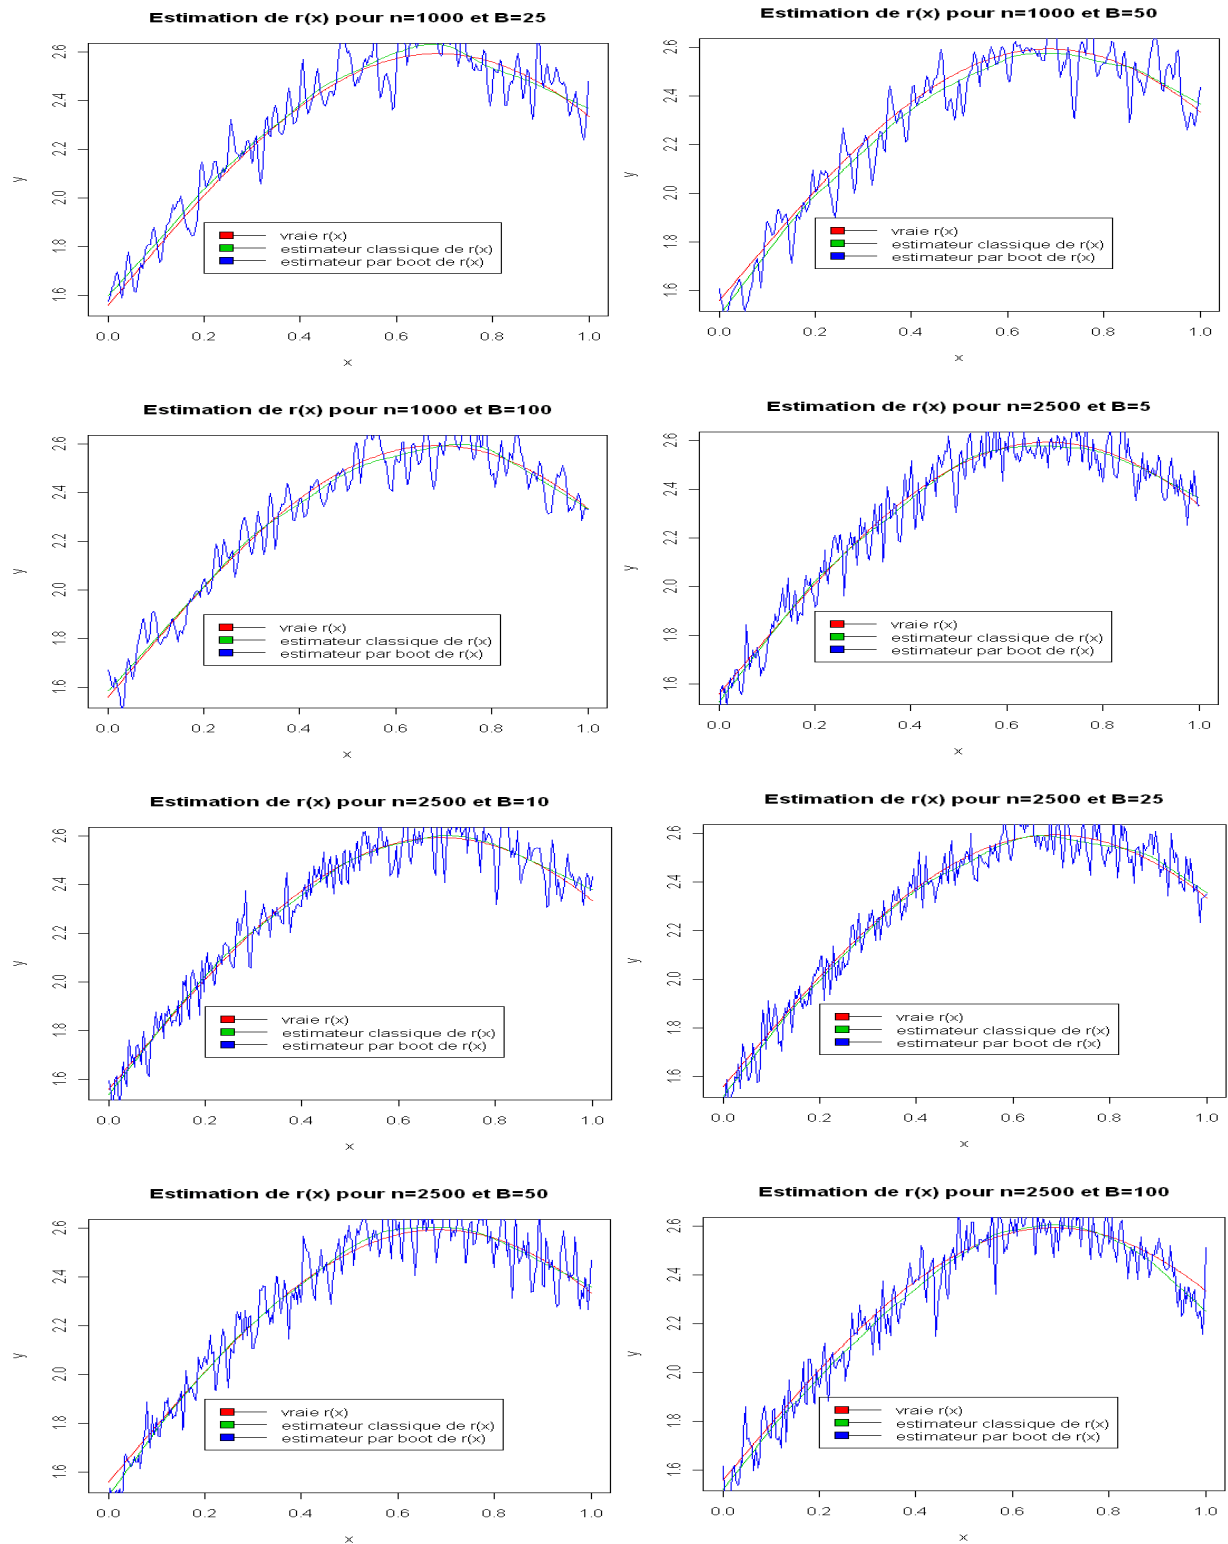 Estimation de r(x) pour n=1000 et B=25
2.6
2.4
2.2
2.0
1.8
1.6
y
vraie r(x)
estimateur classique de r(x)
estimateur par boot de r(x)
0.0 0.2 0.4 0.6 0.8 1.0
x
Estimation de r(x) pour n=1000 et B=50
2.6
2.4
2.2
2.0
1.8
1.6
y
vraie r(x)
estimateur classique de r(x)
estimateur par boot de r(x)
0.0 0.2 0.4 0.6 0.8 1.0
x
Estimation de r(x) pour n=1000 et B=100
2.6
2.4
2.2
2.0
1.8
1.6
y
vraie r(x)
estimateur classique de r(x)
estimateur par boot de r(x)
0.0 0.2 0.4 0.6 0.8 1.0
x
Estimation de r(x) pour n=2500 et B=5
2.6
2.4
2.2
2.0
1.8
1.6
y
vraie r(x)
estimateur classique de r(x)
estimateur par boot de r(x)
0.0 0.2 0.4 0.6 0.8 1.0
x
Estimation de r(x) pour n=2500 et B=10
2.6
2.4
2.2
2.0
1.8
1.6
y
vraie r(x)
estimateur classique de r(x)
estimateur par boot de r(x)
0.0 0.2 0.4 0.6 0.8 1.0
x
Estimation de r(x) pour n=2500 et B=25
2.6
2.4
2.2
2.0
1.8
1.6
y
vraie r(x)
estimateur classique de r(x)
estimateur par boot de r(x)
0.0 0.2 0.4 0.6 0.8 1.0
x
Estimation de r(x) pour n=2500 et B=50
2.6
2.4
2.2
2.0
1.8
1.6
y
vraie r(x)
estimateur classique de r(x)
estimateur par boot de r(x)
0.0 0.2 0.4 0.6 0.8 1.0
x
Estimation de r(x) pour n=2500 et B=100
2.6
2.4
2.2
2.0
1.8
1.6
y
vraie r(x)
estimateur classique de r(x)
estimateur par boot de r(x)
0.0 0.2 0.4 0.6 0.8 1.0
x